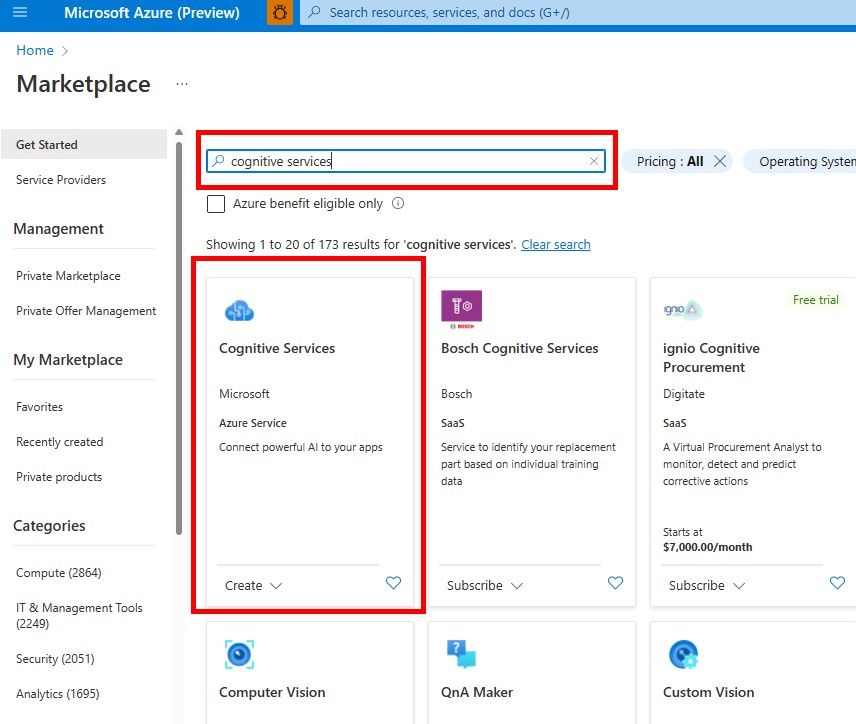 Microsoft Azure (Preview)
Search resources, services, and docs (G+/)
Home
Marketplace
...
Get Started
Service Providers
Management
Private Marketplace
Private Offer Management
My Marketplace
Favorites
Recently created
Private products
Categories
Compute (2864)
IT & Management Tools
(2249)
Security (2051)
Analytics (1695)
cognitive services
Pricing : All
Operating System
Azure benefit eligible only
Showing 1 to 20 of 173 results for 'cognitive services'. Clear search
Cognitive Services
Microsoft
Azure Service
Connect powerful AI to your apps
Create
BOSCH
Bosch Cognitive Services
Bosch
SaaS
Service to identify your replacement
part based on individual training
data
Subscribe
ignio
Free trial
ignio Cognitive
Procurement
Digitate
SaaS
A Virtual Procurement Analyst to
monitor, detect and predict
corrective actions
Starts at
$7,000.00/month
Subscribe
Computer Vision
QnA Maker
Custom Vision